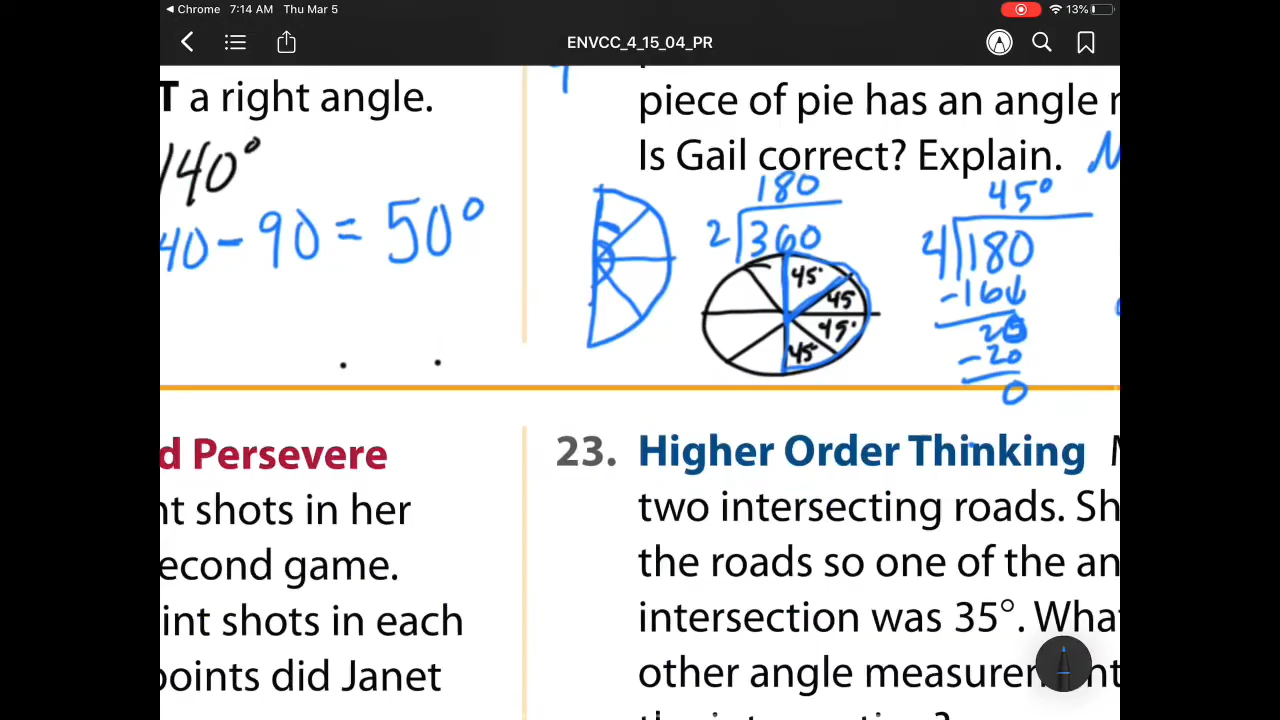 Chrome 7:14 AM Thu Mar 5 13%
ENVCC_4_15_04_PR
T a right angle.
140°
40 - 90 = 50°
piece of pie has an angle
Is Gail correct? Explain.
180
2 360
45°
45
45°
45°
45°
4 180
-16
20
-20
0
d Persevere
nt shots in her
econd game.
int shots in each
points did Janet
23. Higher Order Thinking
two intersecting roads. Sh
the roads so one of the an
intersection was 35°. What
other angle measurement